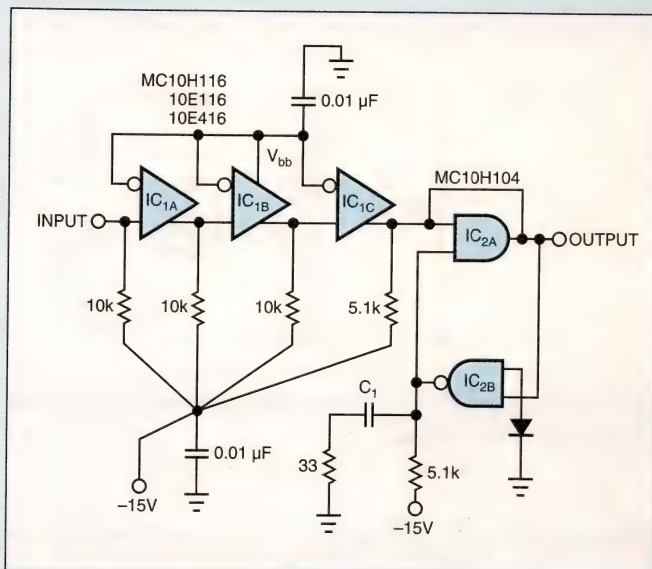 MC10H116
10E116
10E416
0.01 µF
V_bb
MC10H104
IC_1A
IC_1B
IC_1C
INPUT
IC_2A
OUTPUT
10k
10k
10k
5.1k
IC_2B
C_1
0.01 µF
33
5.1k
–15V
–15V